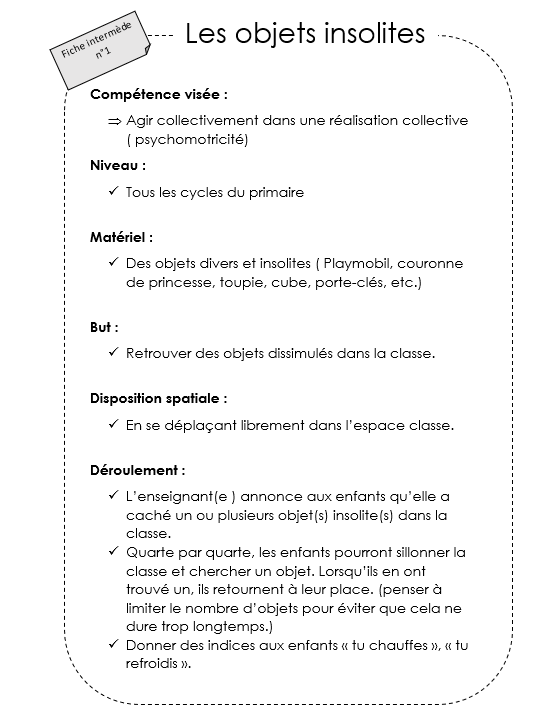 Fiche intermède
n°1
Les objets insolites
Compétence visée :
⇒ Agir collectivement dans une réalisation collective
( psychomotricité)
Niveau :
✓ Tous les cycles du primaire
Matériel :
✓ Des objets divers et insolites ( Playmobil, couronne
de princesse, toupie, cube, porte-clés, etc.)
But :
✓ Retrouver des objets dissimulés dans la classe.
Disposition spatiale :
✓ En se déplaçant librement dans l'espace classe.
Déroulement :
✓ L'enseignant(e ) annonce aux enfants qu'elle a
caché un ou plusieurs objet(s) insolite(s) dans la
classe.
✓ Quarte par quarte, les enfants pourront sillonner la
classe et chercher un objet. Lorsqu'ils en ont
trouvé un, ils retournent à leur place. (penser à
limiter le nombre d'objets pour éviter que cela ne
dure trop longtemps.)
✓ Donner des indices aux enfants « tu chauffes », « tu
refroidis ».